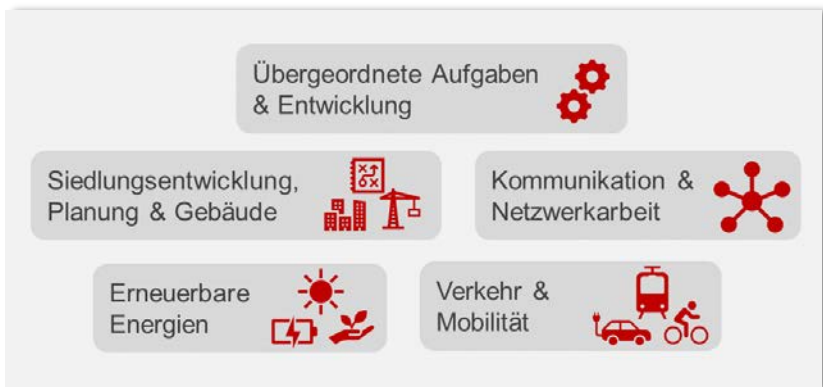 Übergeordnete Aufgaben
& Entwicklung
Siedlungsentwicklung,
Planung & Gebäude
Kommunikation &
Netzwerkarbeit
Erneuerbare
Energien
Verkehr &
Mobilität